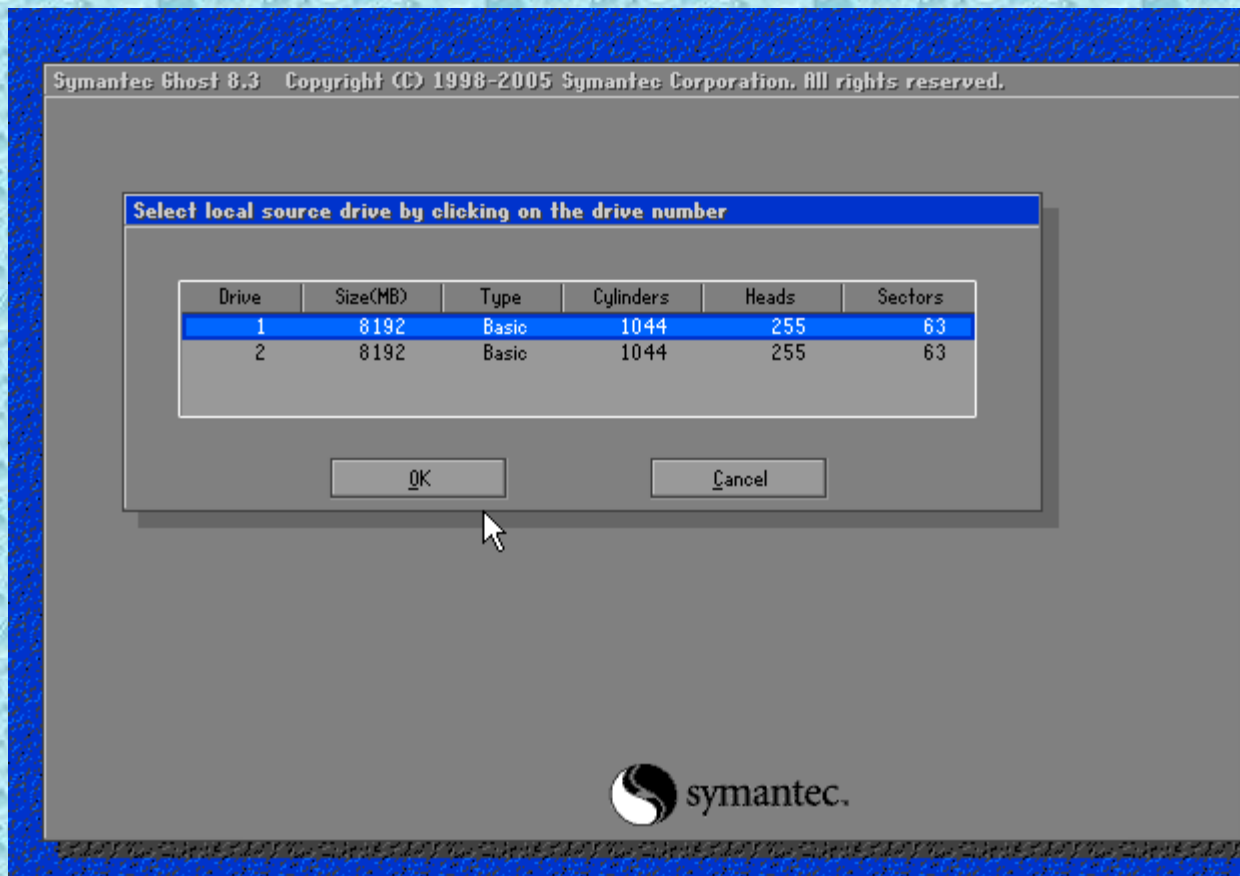 Symantec Ghost 8.3 Copyright (C) 1998-2005 Symantec Corporation. All rights reserved.
Select local source drive by clicking on the drive number
Drive Size(MB) Type Cylinders Heads Sectors
1 8192 Basic 1044 255 63
2 8192 Basic 1044 255 63
OK Cancel
symantec.